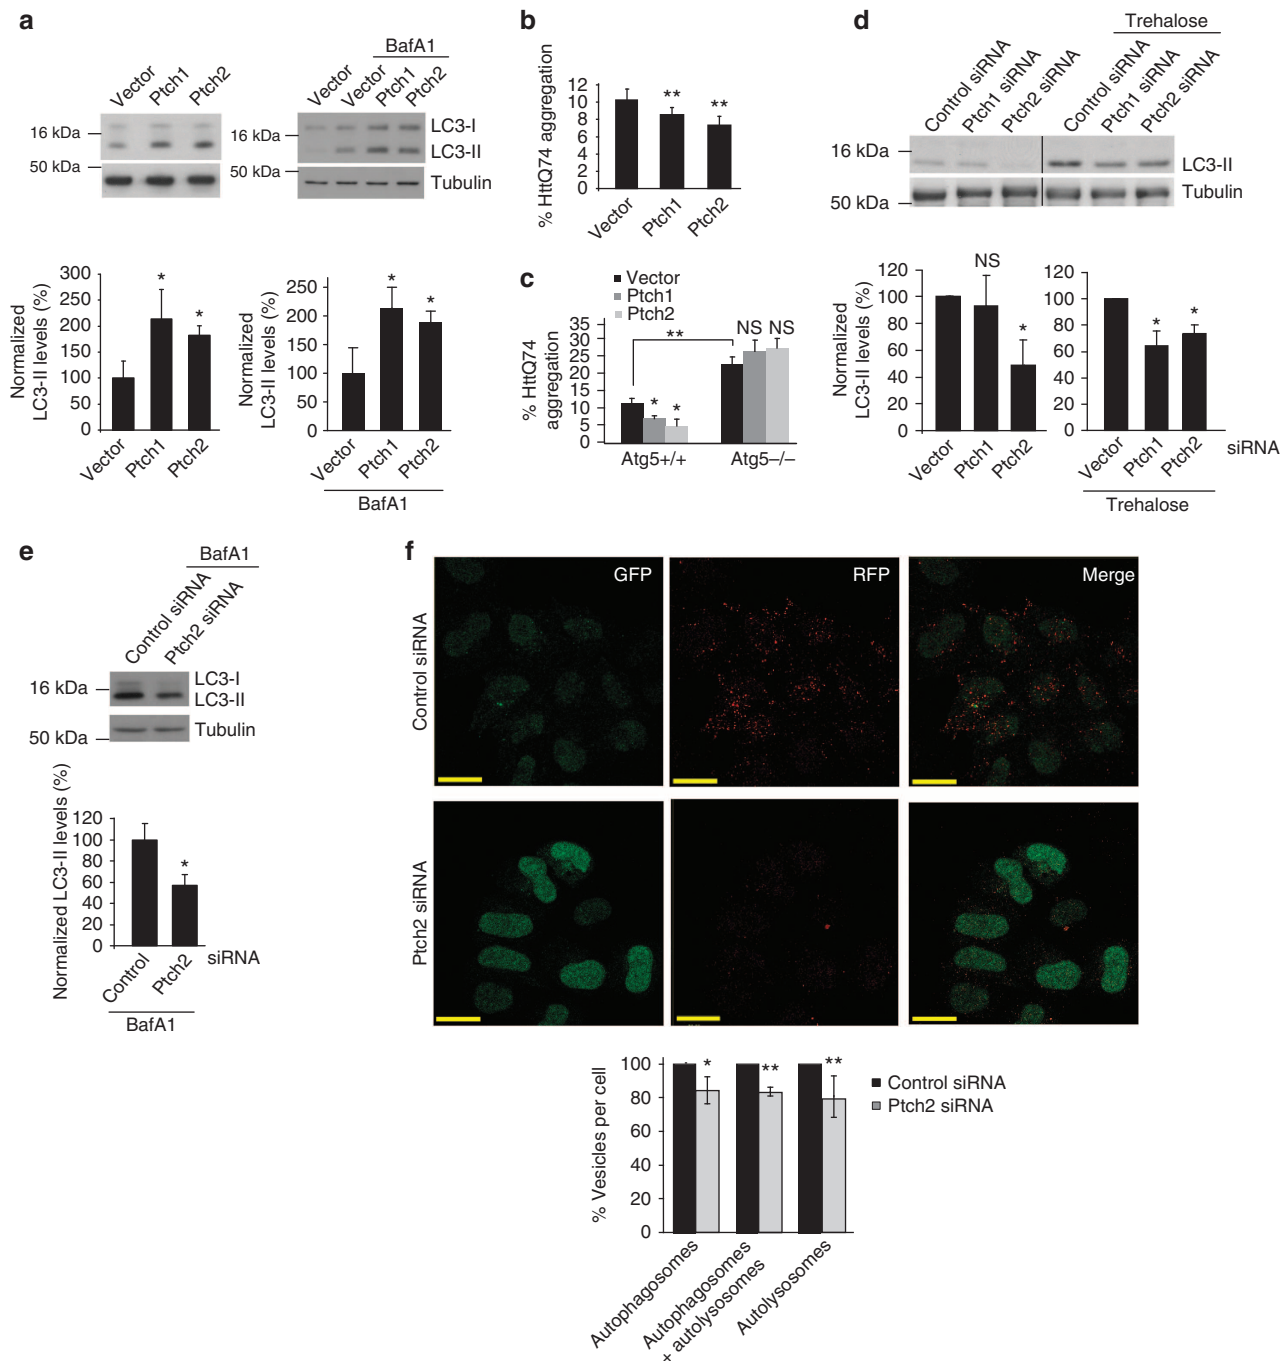 a
BafA1
Vector
Ptch1
Ptch2
Vector
Vector
Ptch1
Ptch2
16 kDa
16 kDa
LC3-I
LC3-II
50 kDa
50 kDa
Tubulin
Normalized
LC3-II levels (%)
300
250
200
150
100
50
0
*
*
Vector
Ptch1
Ptch2
Normalized
LC3-II levels (%)
250
200
150
100
50
0
*
*
Vector
Ptch1
Ptch2
BafA1
b
% HttQ74 aggregation
12
10
8
6
4
2
0
**
**
Vector
Ptch1
Ptch2
c
Vector
Ptch1
Ptch2
% HttQ74
aggregation
35
30
25
20
15
10
5
0
**
*
*
NS
NS
Atg5+/+
Atg5–/–
d
Trehalose
Control siRNA
Ptch1 siRNA
Ptch2 siRNA
Control siRNA
Ptch1 siRNA
Ptch2 siRNA
16 kDa
LC3-II
Tubulin
50 kDa
Normalized
LC3-II levels (%)
120
100
80
60
40
20
0
NS
*
Vector
Ptch1
Ptch2
120
100
80
60
40
20
0
*
*
Vector
Ptch1
Ptch2
siRNA
Trehalose
e
BafA1
Control siRNA
Ptch2 siRNA
16 kDa
LC3-I
LC3-II
50 kDa
Tubulin
Normalized LC3-II levels (%)
120
100
80
60
40
20
0
*
Control
Ptch2
siRNA
BafA1
f
GFP
RFP
Merge
Control siRNA
Ptch2 siRNA
% Vesicles per cell
100
80
60
40
20
0
*
**
**
Control siRNA
Ptch2 siRNA
Autophagosomes
Autophagosomes
+ autolysosomes
Autolysosomes